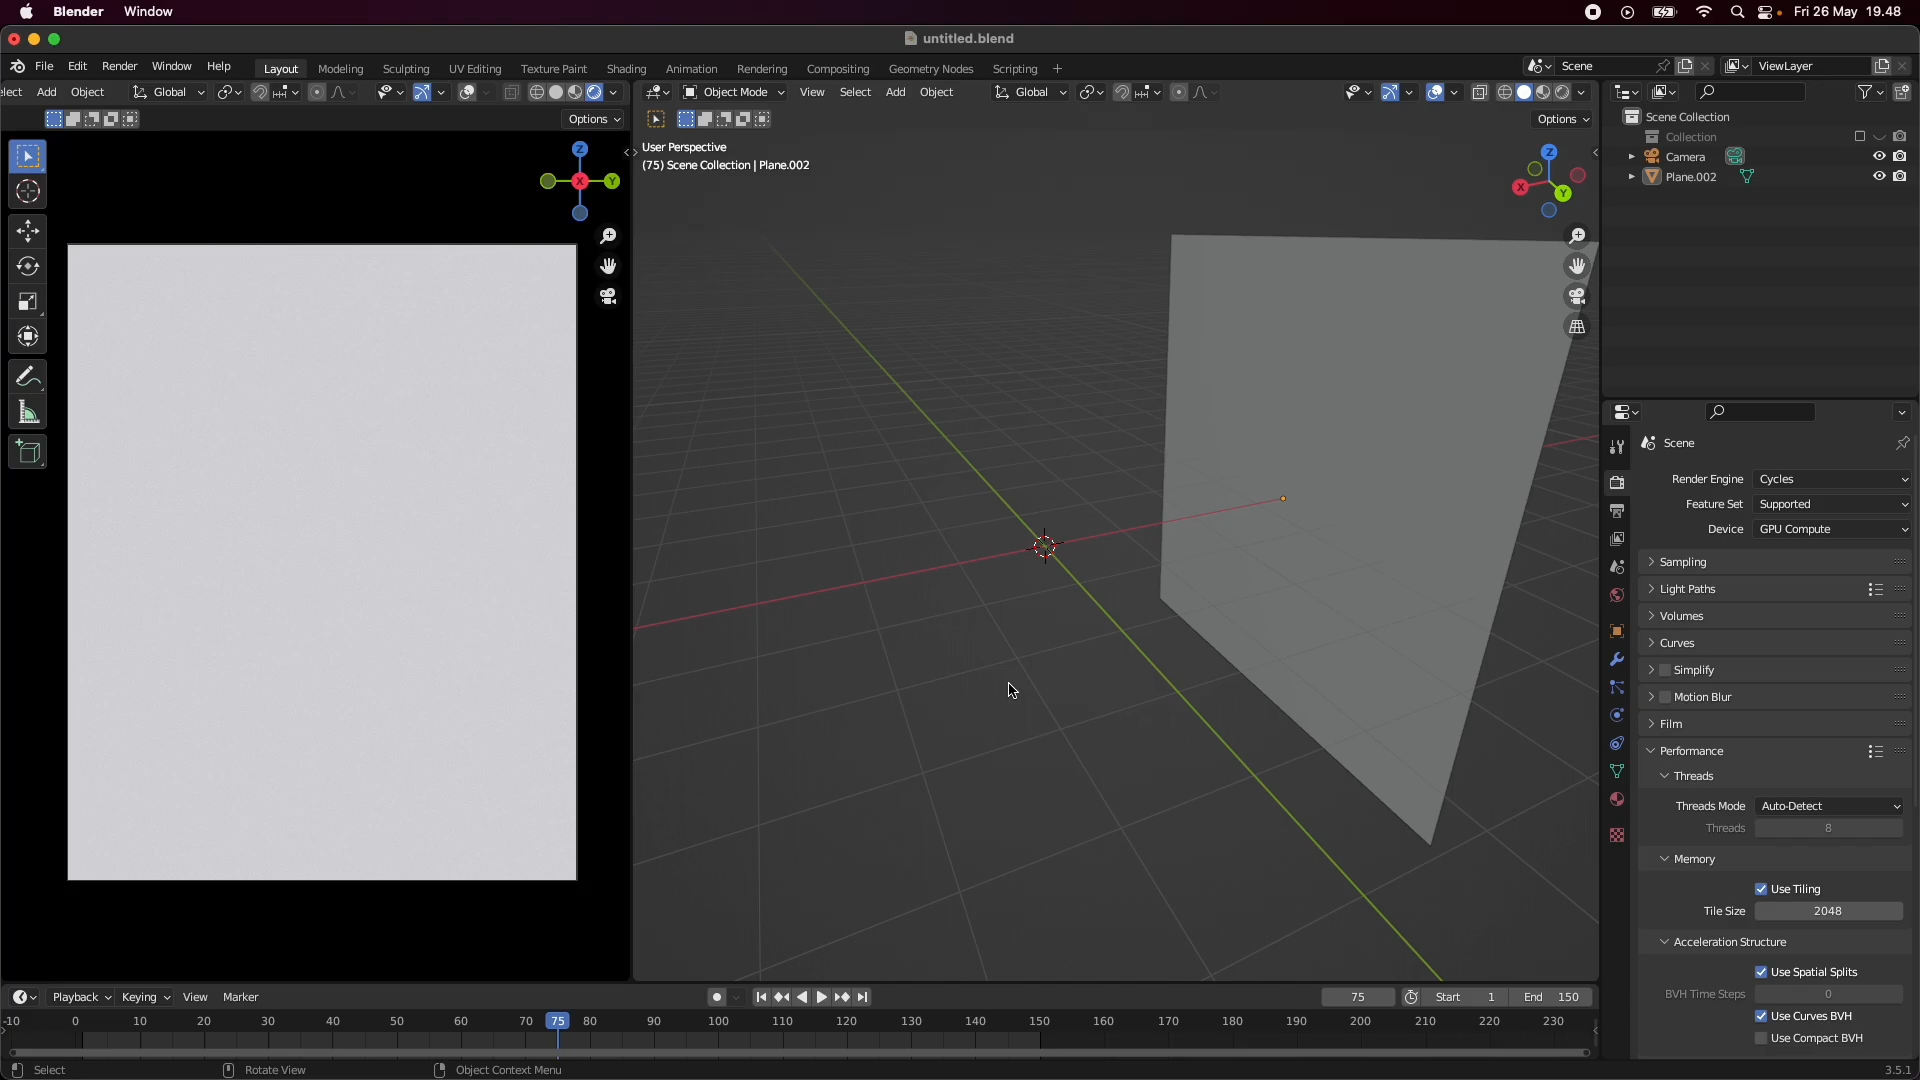 Blender Window Fri 26 May 19.48
untitled.blend
File Edit Render Window Help Layout Modeling Sculpting UV Editing Texture Paint Shading Animation Rendering Compositing Geometry Nodes Scripting + Scene ViewLayer
lect Add Object Global Object Mode View Select Add Object Global
Options Options
Scene Collection
Collection
Camera
Plane.002
User Perspective
(75) Scene Collection | Plane.002
Z
X
Y
Z
X
Y
Scene
Render Engine Cycles
Feature Set Supported
Device GPU Compute
Sampling
Light Paths
Volumes
Curves
Simplify
Motion Blur
Film
Performance
Threads
Threads Mode Auto-Detect
Threads 8
Memory
Use Tiling
Tile Size 2048
Acceleration Structure
Use Spatial Splits
BVH Time Steps 0
Use Curves BVH
Use Compact BVH
Playback Keying View Marker 75 Start 1 End 150
-10 0 10 20 30 40 50 60 70 75 80 90 100 110 120 130 140 150 160 170 180 190 200 210 220 230
Select Rotate View Object Context Menu 3.5.1